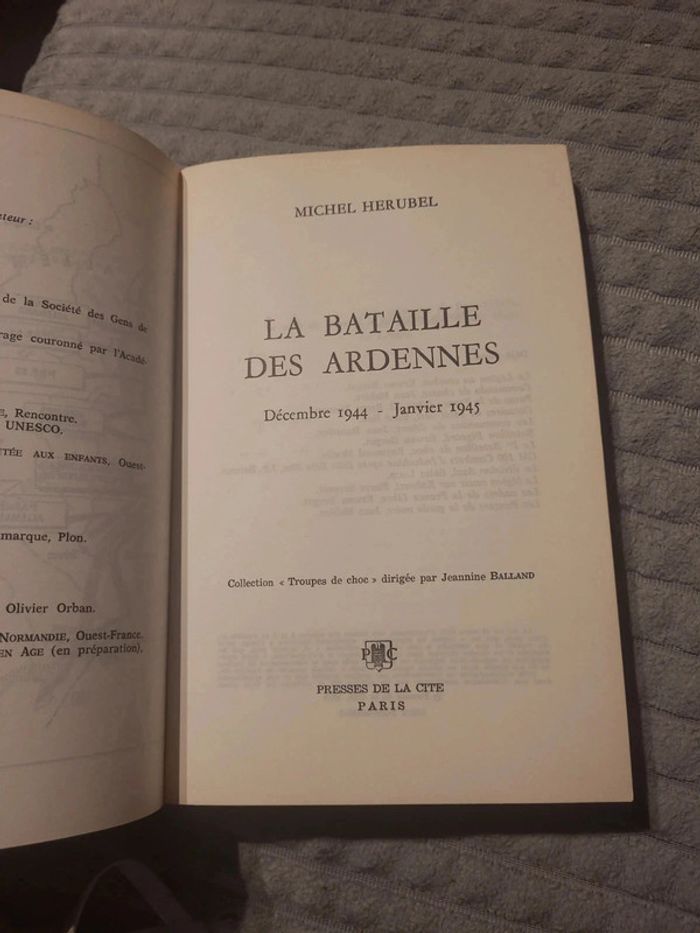 ateur :
de la Société des Gens de
rage couronné par l'Acadé-
E, Rencontre.
UNESCO.
TÉE AUX ENFANTS, Ouest-
marque, Plon.
Olivier Orban.
NORMANDIE, Ouest-France.
EN AGE (en préparation).
MICHEL HERUBEL
LA BATAILLE
DES ARDENNES
Décembre 1944 - Janvier 1945
Collection « Troupes de choc » dirigée par Jeannine BALLAND
PRESSES DE LA CITE
PARIS